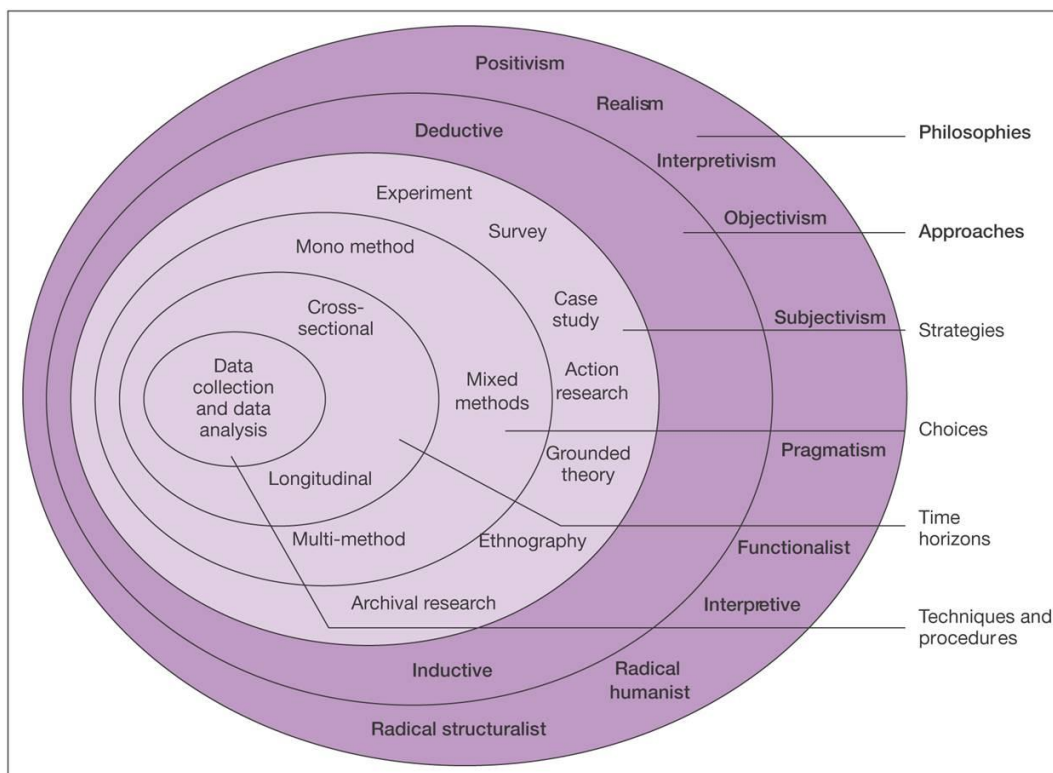 Positivism
Realism
Philosophies
Deductive
Interpretivism
Experiment
Objectivism
Survey
Approaches
Mono method
Case
study
Cross-
sectional
Subjectivism
Strategies
Data
collection
and data
analysis
Mixed
methods
Action
research
Choices
Pragmatism
Grounded
theory
Longitudinal
Time
horizons
Multi-method
Ethnography
Functionalist
Archival research
Interpretive
Techniques and
procedures
Inductive
Radical
humanist
Radical structuralist